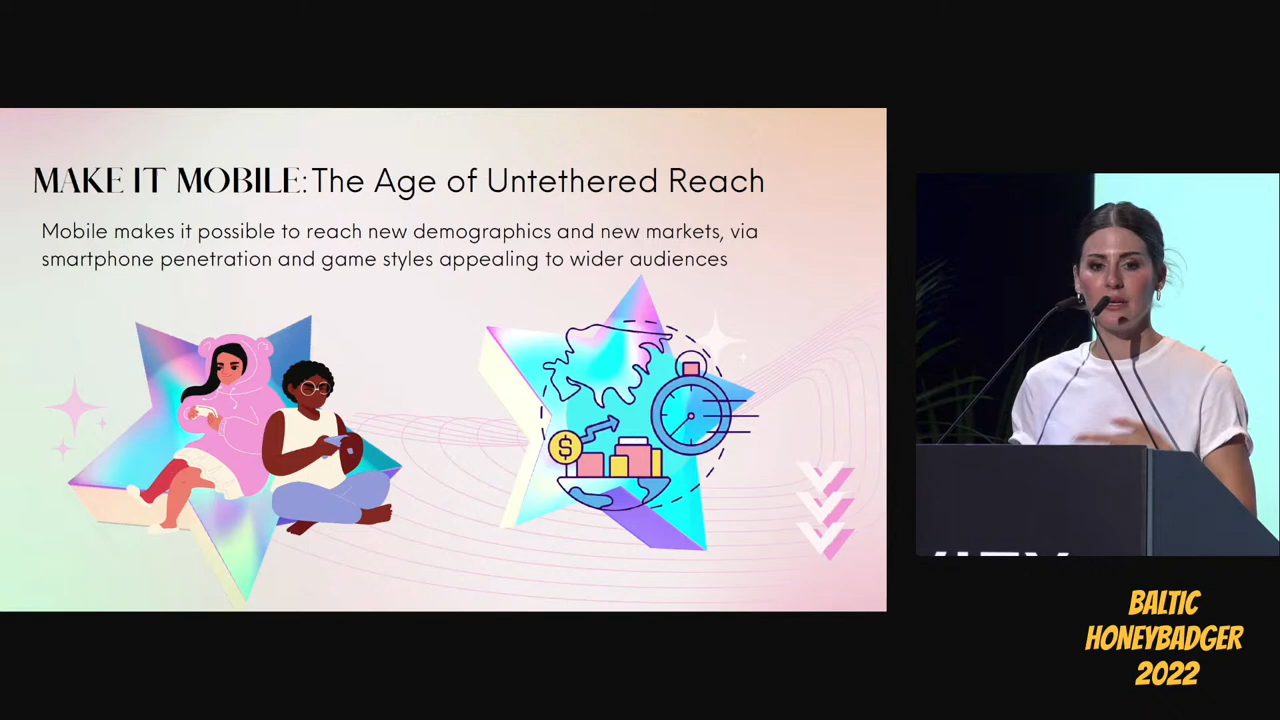 MAKE IT MOBILE: The Age of Untethered Reach
Mobile makes it possible to reach new demographics and new markets, via
smartphone penetration and game styles appealing to wider audiences
$
BALTIC
HONEYBADGER
2022